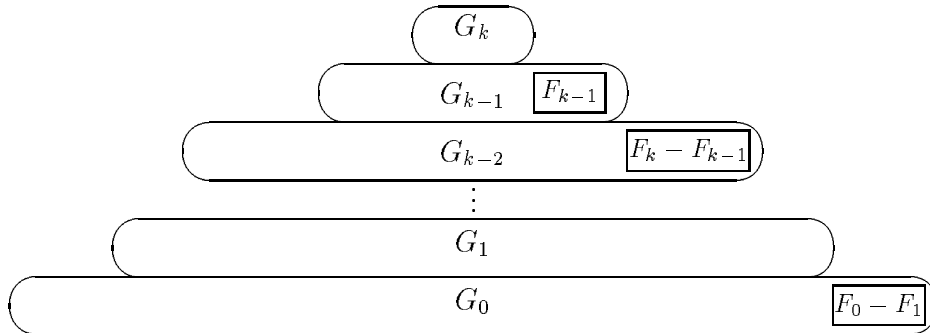 G_k
G_{k-1} F_{k-1}
G_{k-2} F_k - F_{k-1}
⋮
G_1
G_0 F_0 - F_1